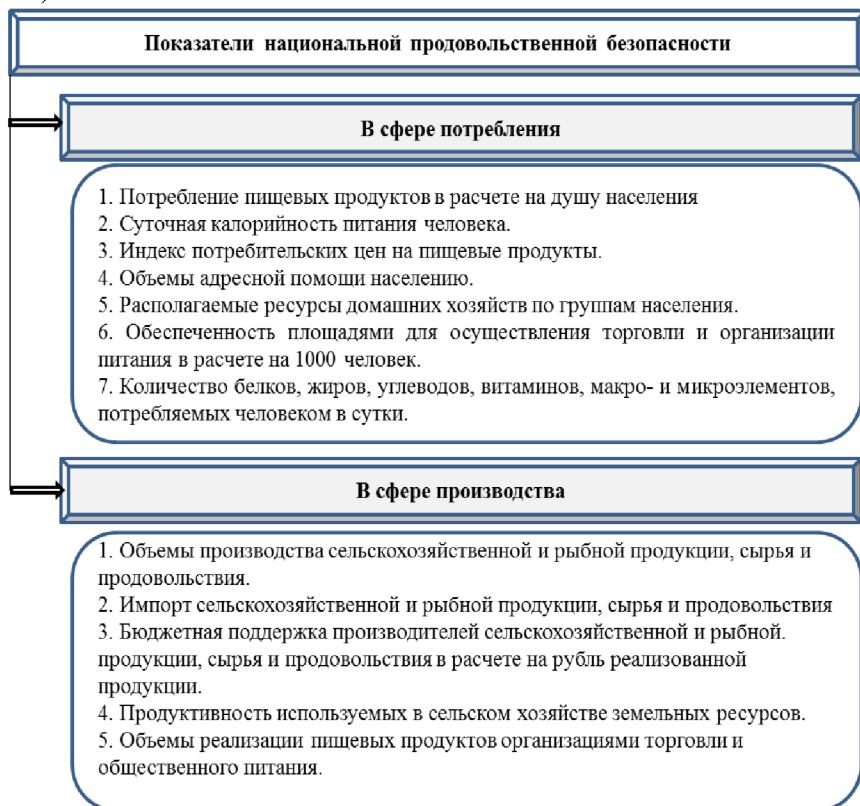 Показатели национальной продовольственной безопасности
В сфере потребления
1. Потребление пищевых продуктов в расчете на душу населения
2. Суточная калорийность питания человека.
3. Индекс потребительских цен на пищевые продукты.
4. Объемы адресной помощи населению.
5. Располагаемые ресурсы домашних хозяйств по группам населения.
6. Обеспеченность площадями для осуществления торговли и организации
питания в расчете на 1000 человек.
7. Количество белков, жиров, углеводов, витаминов, макро- и микроэлементов,
потребляемых человеком в сутки.
В сфере производства
1. Объемы производства сельскохозяйственной и рыбной продукции, сырья и
продовольствия.
2. Импорт сельскохозяйственной и рыбной продукции, сырья и продовольствия
3. Бюджетная поддержка производителей сельскохозяйственной и рыбной.
продукции, сырья и продовольствия в расчете на рубль реализованной
продукции.
4. Продуктивность используемых в сельском хозяйстве земельных ресурсов.
5. Объемы реализации пищевых продуктов организациями торговли и
общественного питания.